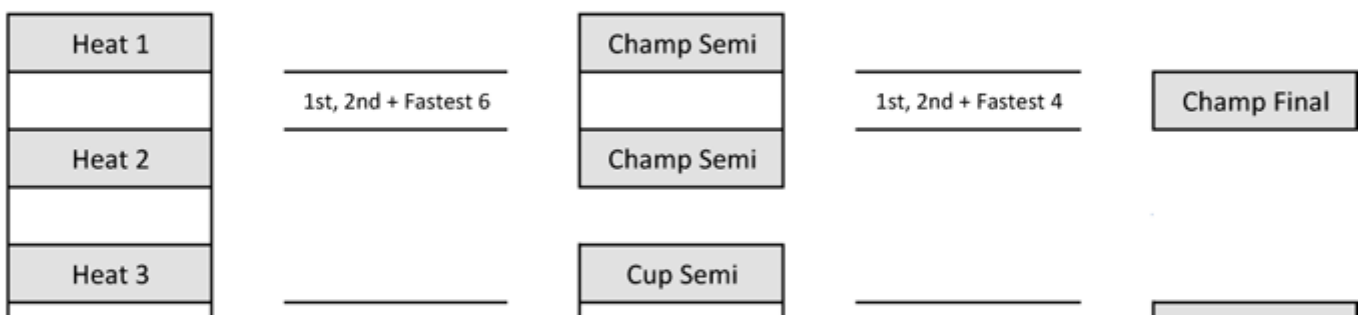 Heat 1
Champ Semi
1st, 2nd + Fastest 6
1st, 2nd + Fastest 4
Champ Final
Heat 2
Champ Semi
Heat 3
Cup Semi